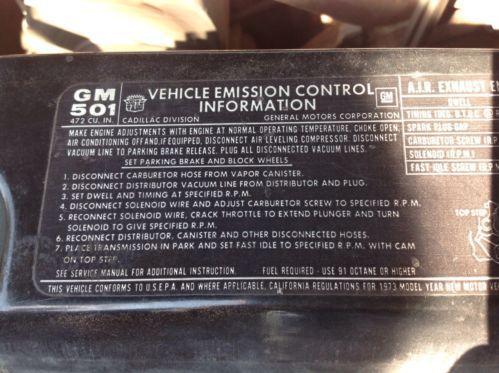 GM
501
472 CU. IN.
VEHICLE EMISSION CONTROL
INFORMATION
CADILLAC DIVISION
GENERAL MOTORS CORPORATION
GM
MAKE ENGINE ADJUSTMENTS WITH ENGINE AT NORMAL OPERATING TEMPERATURE, CHOKE OPEN,
AIR CONDITIONING OFF AND, IF EQUIPPED, DISCONNECT AIR LEVELING COMPRESSOR. DISCONNECT
VACUUM LINE TO PARKING BRAKE RELEASE. PLUG ALL DISCONNECTED VACUUM LINES.
SET PARKING BRAKE AND BLOCK WHEELS
1. DISCONNECT CARBURETOR HOSE FROM VAPOR CANISTER.
2. DISCONNECT DISTRIBUTOR VACUUM LINE FROM DISTRIBUTOR AND PLUG.
3. SET DWELL AND TIMING AT SPECIFIED R.P.M.
4. DISCONNECT SOLENOID WIRE AND ADJUST CARBURETOR SCREW TO SPECIFIED R.P.M.
5. RECONNECT SOLENOID WIRE, CRACK THROTTLE TO EXTEND PLUNGER AND TURN
SOLENOID TO GIVE SPECIFIED R.P.M.
6. RECONNECT DISTRIBUTOR, CANISTER AND OTHER DISCONNECTED HOSES.
7. PLACE TRANSMISSION IN PARK AND SET FAST IDLE TO SPECIFIED R.P.M. WITH CAM
ON TOP STEP.
SEE SERVICE MANUAL FOR ADDITIONAL INSTRUCTION.
FUEL REQUIRED - USE 91 OCTANE OR HIGHER
THIS VEHICLE CONFORMS TO U.S.E.P.A. AND WHERE APPLICABLE, CALIFORNIA REGULATIONS FOR 1973 MODEL YEAR NEW MOTOR
A.I.R. EXHAUST
DWELL
TIMING (DEG. B.T.D.C.
SPARK PLUG GAP
CARBURETOR SCREW (R.P.
SOLENOID (R.P.M.)
FAST IDLE SCREW (R.P.
TOP STEP